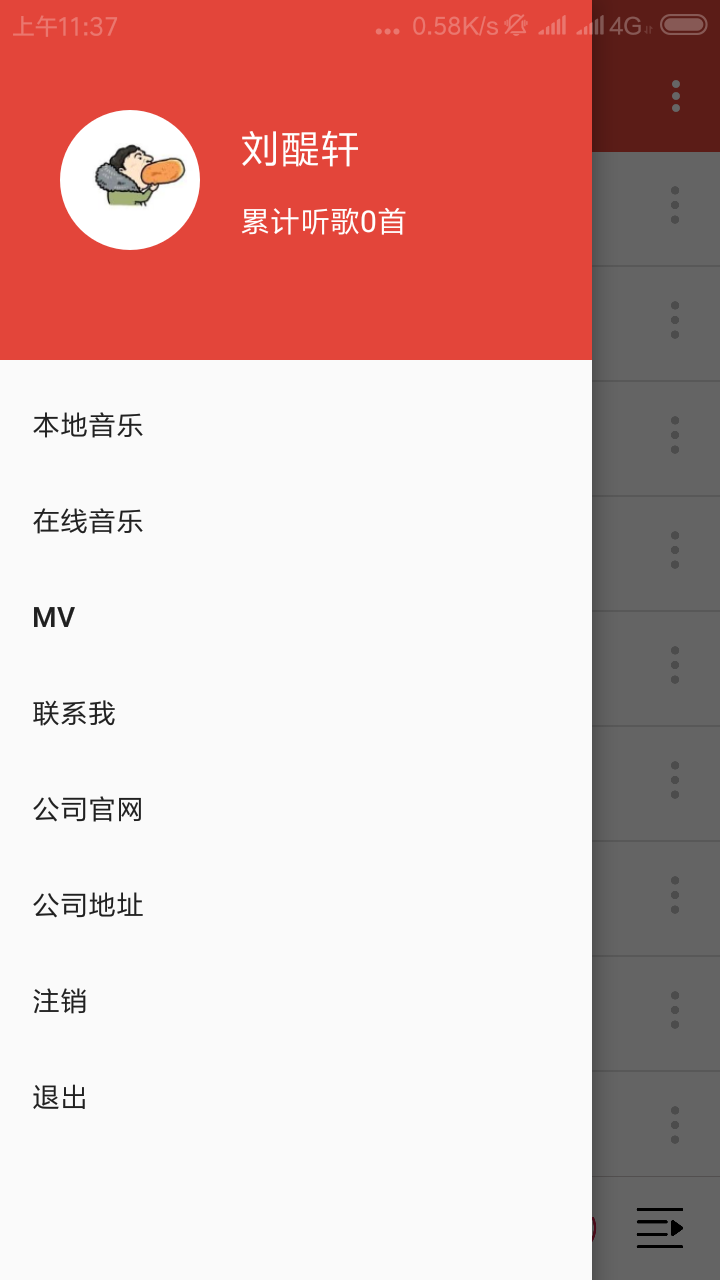 上午11:37
... 0.58K/s 4G
刘醍轩
累计听歌0首
本地音乐
在线音乐
MV
联系我
公司官网
公司地址
注销
退出